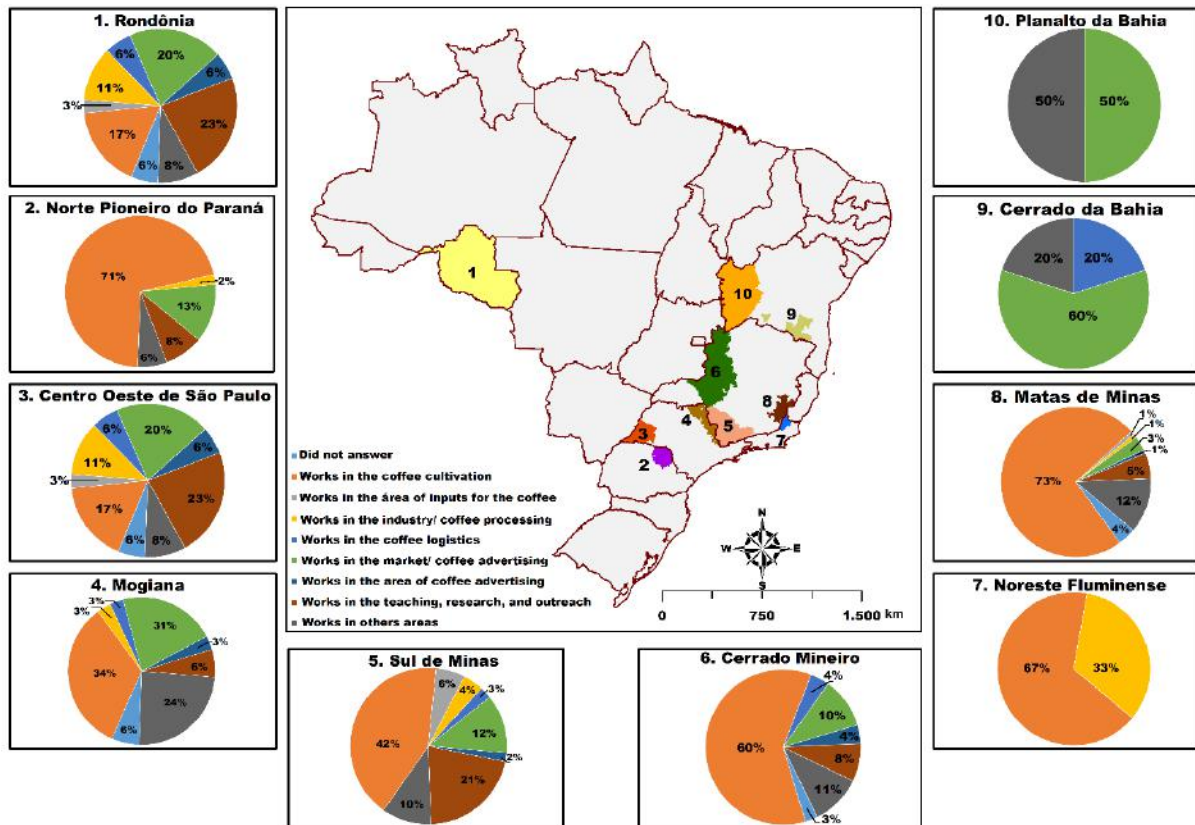 1. Rondônia
6%
20%
6%
11%
3%
23%
17%
6%
8%
2. Norte Pioneiro do Paraná
71%
2%
13%
8%
6%
3. Centro Oeste de São Paulo
6%
20%
6%
11%
3%
23%
17%
6%
8%
4. Mogiana
3%
3%
31%
3%
34%
6%
24%
6%
1
10
9
6
8
4
5
3
7
2
Did not answer
Works in the coffee cultivation
Works in the área of inputs for the coffee
Works in the industry/ coffee processing
Works in the coffee logistics
Works in the market/ coffee advertising
Works in the area of coffee advertising
Works in the teaching, research, and outreach
Works in others areas
N
W E
S
0 750 1.500 km
5. Sul de Minas
6%
4%
3%
42%
12%
2%
21%
10%
6. Cerrado Mineiro
4%
10%
60%
4%
8%
11%
3%
10. Planalto da Bahia
50% 50%
9. Cerrado da Bahia
20% 20%
60%
8. Matas de Minas
1%
1%
3%
1%
73%
5%
12%
4%
7. Noreste Fluminense
67% 33%